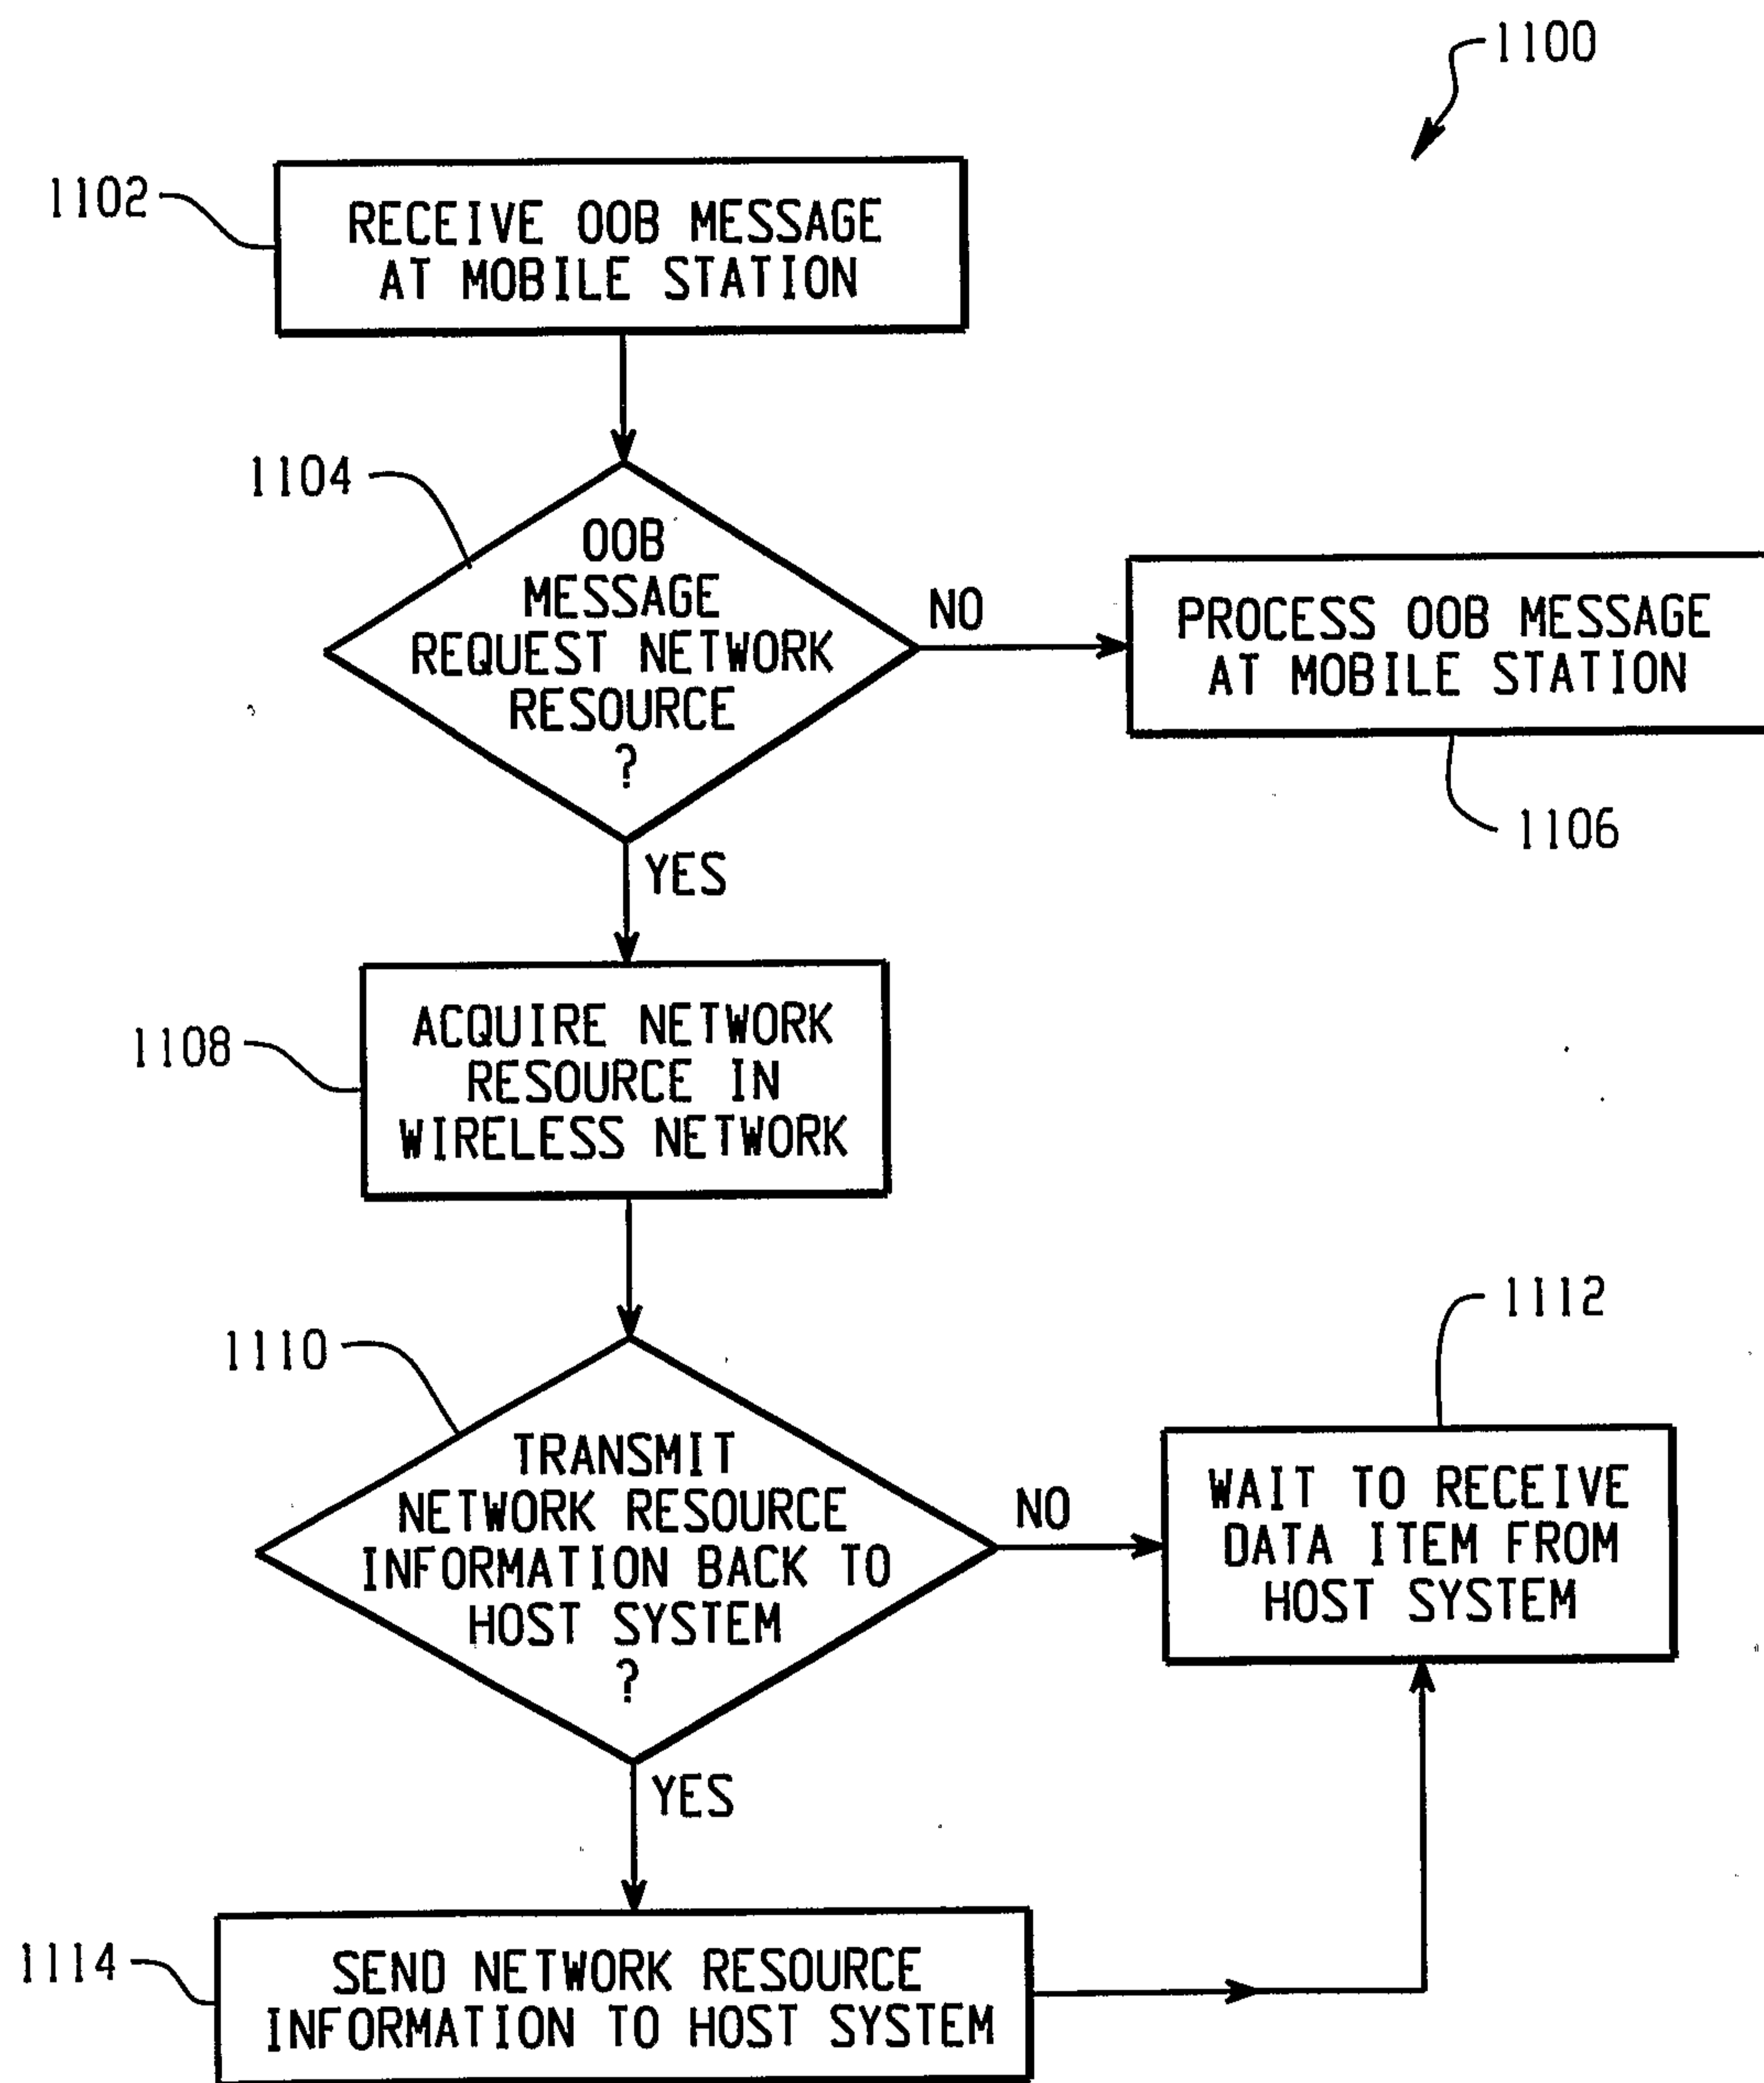 1100
1102
RECEIVE OOB MESSAGE
AT MOBILE STATION
1104
OOB
MESSAGE
REQUEST NETWORK
RESOURCE
?
NO
PROCESS OOB MESSAGE
AT MOBILE STATION
1106
YES
1108
ACQUIRE NETWORK
RESOURCE IN
WIRELESS NETWORK
1110
TRANSMIT
NETWORK RESOURCE
INFORMATION BACK TO
HOST SYSTEM
?
NO
1112
WAIT TO RECEIVE
DATA ITEM FROM
HOST SYSTEM
YES
1114
SEND NETWORK RESOURCE
INFORMATION TO HOST SYSTEM